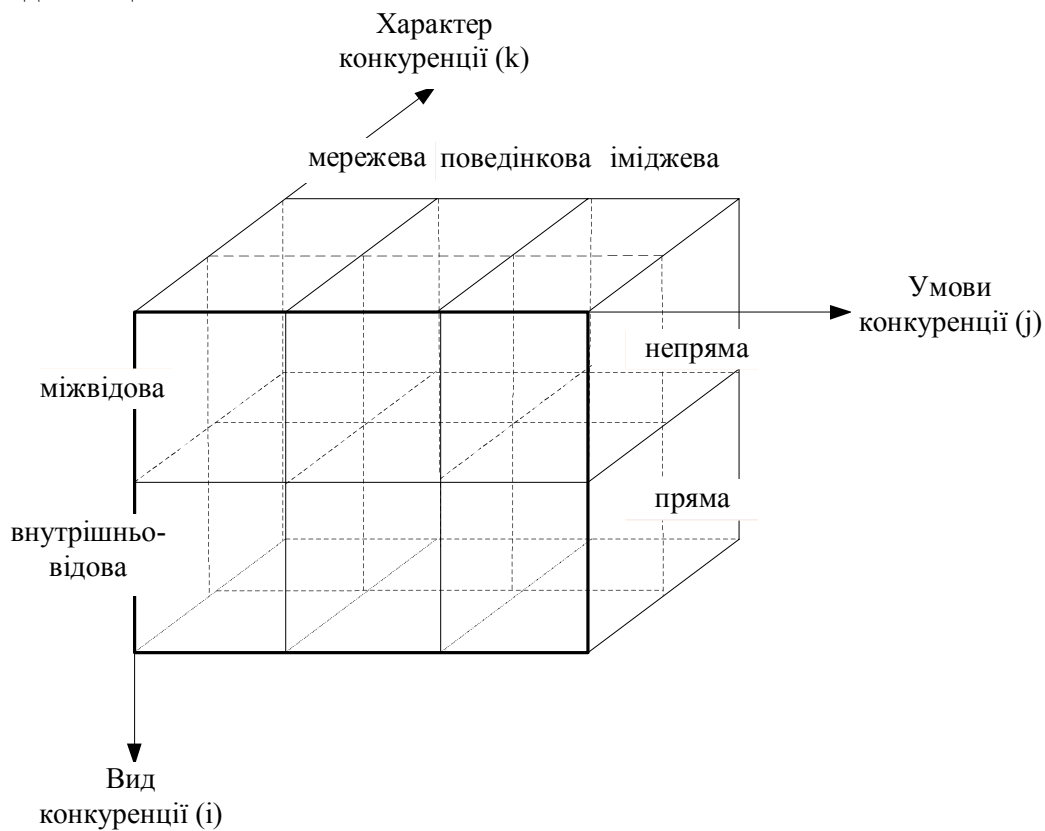 Характер
конкуренції (k)
мережева поведінкова іміджева
Умови
конкуренції (j)
непряма
міжвідова
пряма
внутрішньо-
відова
Вид
конкуренції (i)